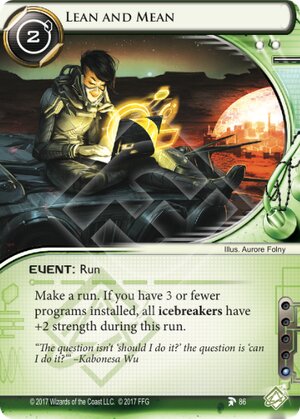 2
Lean and Mean
Illus. Aurore Folny
EVENT: Run
Make a run. If you have 3 or fewer
programs installed, all icebreakers have
+2 strength during this run.
“The question isn't ‘should I do it?’ the question is ‘can
I do it?’” –Kabonesa Wu
© 2017 Wizards of the Coast LLC. © 2017 FFG
86